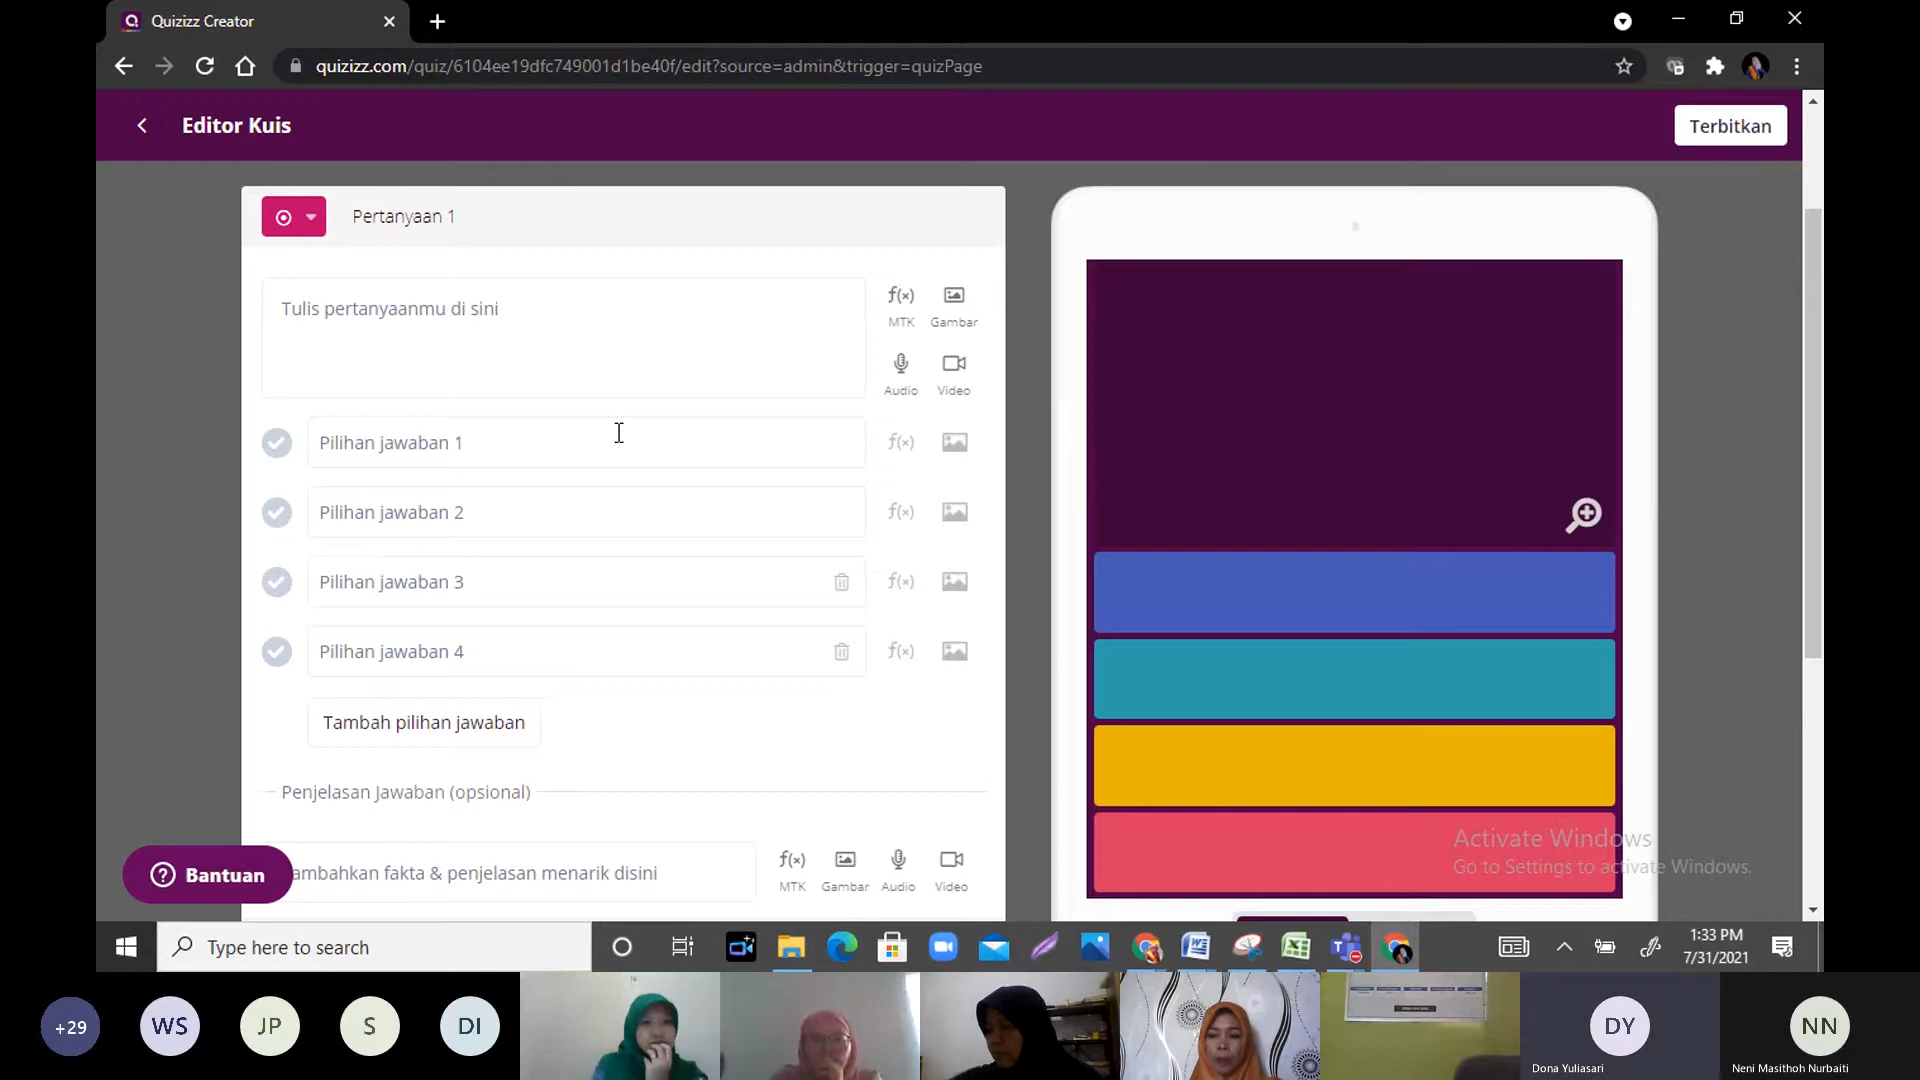 Quizizz Creator
quizizz.com/quiz/6104ee19dfc749001d1be40f/edit?source=admin&trigger=quizPage
Editor Kuis
Terbitkan
Pertanyaan 1
Tulis pertanyaanmu di sini
f(x)
MTK
Gambar
Audio
Video
Pilihan jawaban 1
f(x)
Pilihan jawaban 2
f(x)
Pilihan jawaban 3
f(x)
Pilihan jawaban 4
f(x)
Tambah pilihan jawaban
Penjelasan Jawaban (opsional)
Bantuan
ambahkan fakta & penjelasan menarik disini
f(x)
MTK
Gambar
Audio
Video
Activate Windows
Go to Settings to activate Windows.
Type here to search
1:33 PM
7/31/2021
+29
WS
JP
S
DI
DY
Dona Yuliasari
NN
Neni Masithoh Nurbaiti